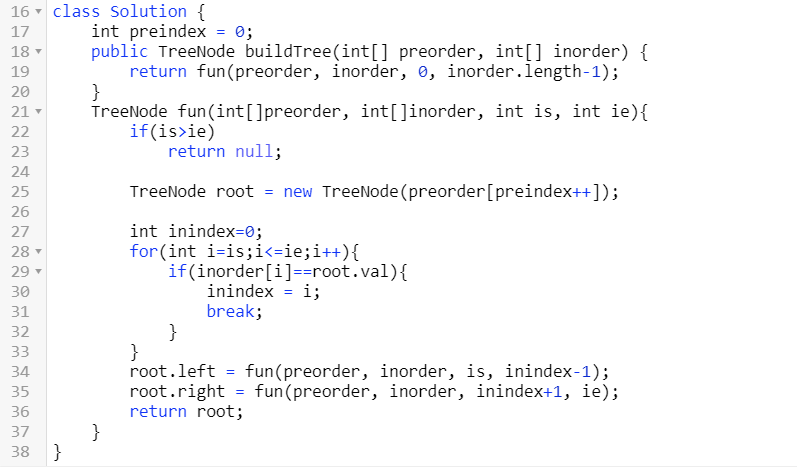 16 class Solution {
17     int preindex = 0;
18     public TreeNode buildTree(int[] preorder, int[] inorder) {
19         return fun(preorder, inorder, 0, inorder.length-1);
20     }
21     TreeNode fun(int[]preorder, int[]inorder, int is, int ie){
22         if(is>ie)
23             return null;
24
25         TreeNode root = new TreeNode(preorder[preindex++]);
26
27         int inindex=0;
28         for(int i=is;i<=ie;i++){
29             if(inorder[i]==root.val){
30                 inindex = i;
31                 break;
32             }
33         }
34         root.left = fun(preorder, inorder, is, inindex-1);
35         root.right = fun(preorder, inorder, inindex+1, ie);
36         return root;
37     }
38 }